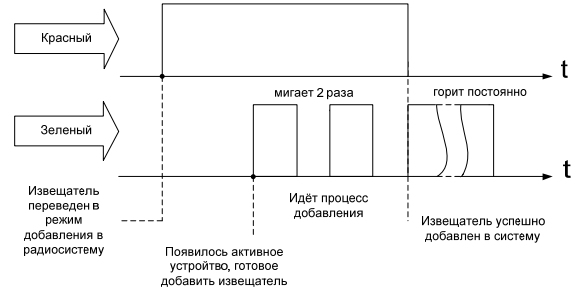 Красный
t
мигает 2 раза
горит постоянно
Зеленый
t
Извещатель
переведен в
режим
добавления в
радиосистему
Идёт процесс
добавления
Извещатель успешно
добавлен в систему
Появилось активное
устройтво, готовое
добавить извещатель